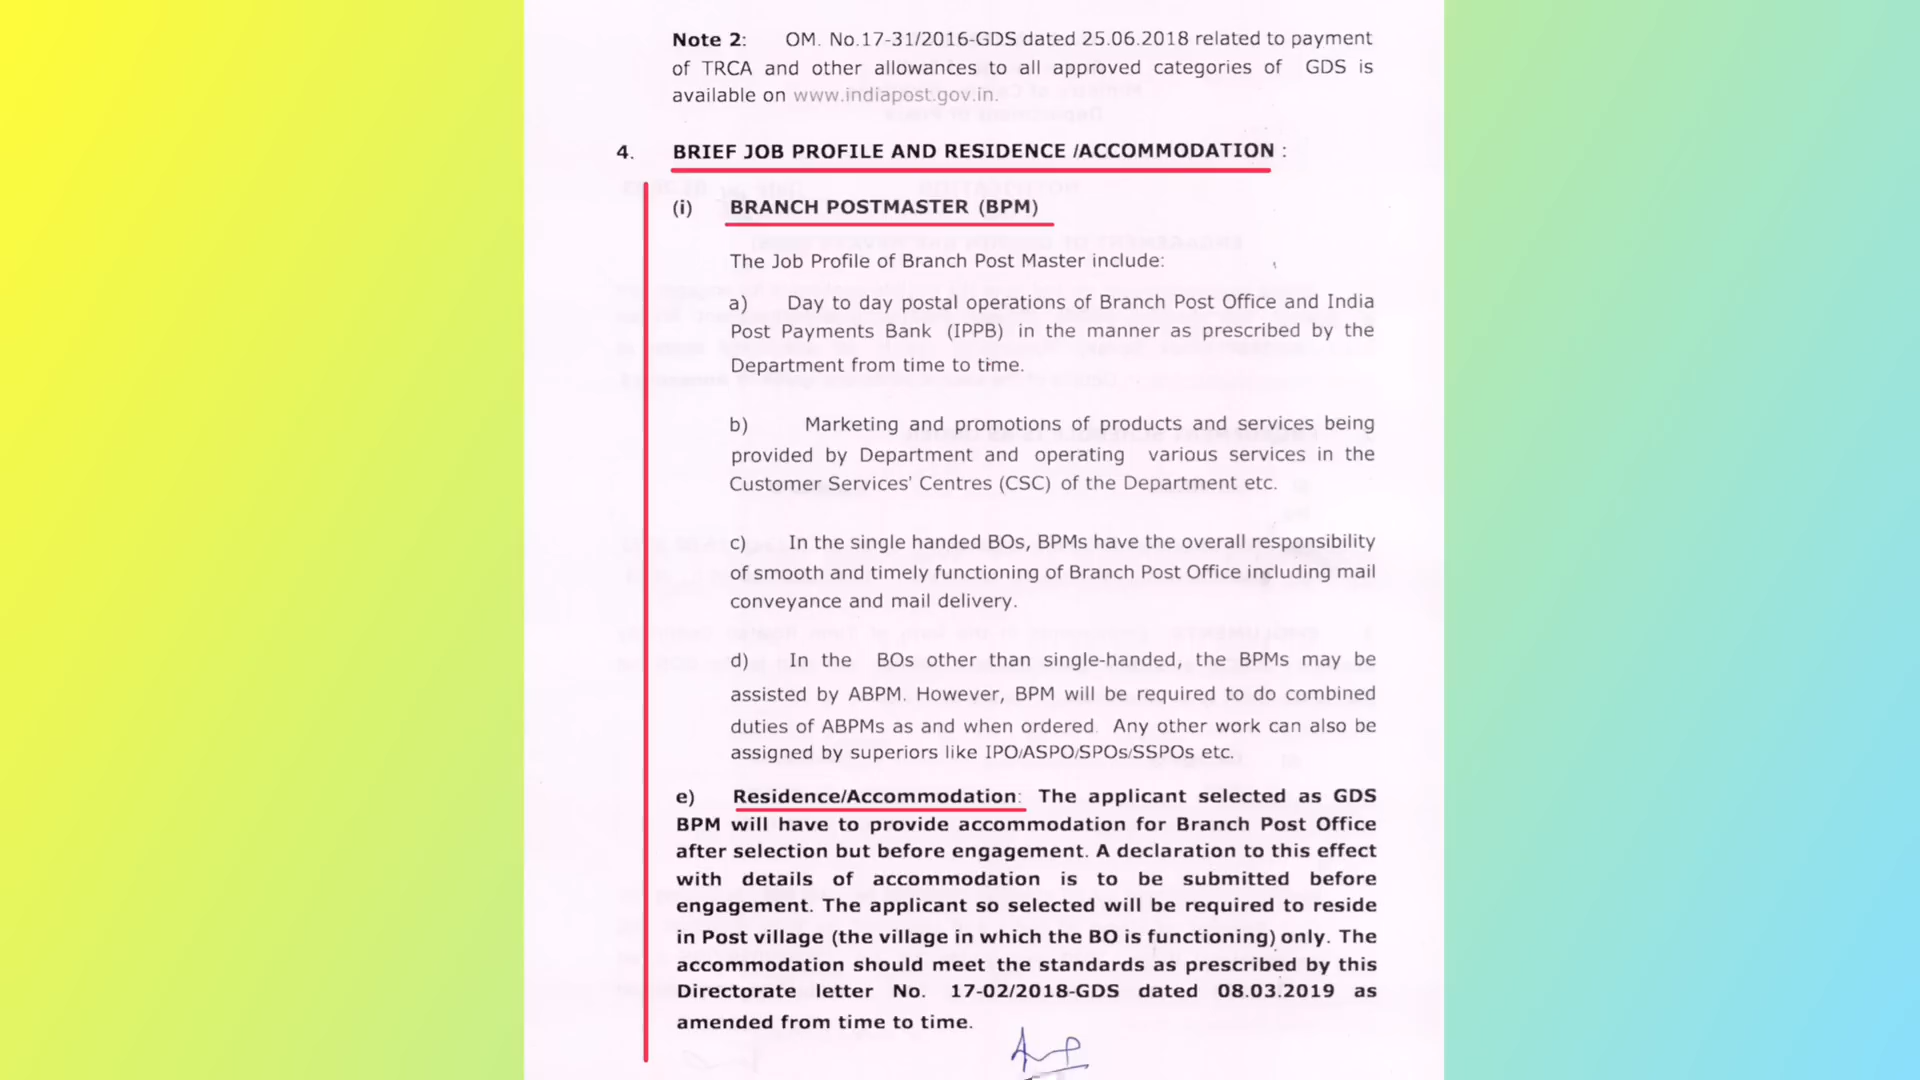 Note 2: OM. No.17-31/2016-GDS dated 25.06.2018 related to payment
of TRCA and other allowances to all approved categories of GDS is
available on www.indiapost.gov.in.
4. BRIEF JOB PROFILE AND RESIDENCE /ACCOMMODATION :
(i) BRANCH POSTMASTER (BPM)
The Job Profile of Branch Post Master include:
a) Day to day postal operations of Branch Post Office and India
Post Payments Bank (IPPB) in the manner as prescribed by the
Department from time to time.
b) Marketing and promotions of products and services being
provided by Department and operating various services in the
Customer Services' Centres (CSC) of the Department etc.
c) In the single handed BOs, BPMs have the overall responsibility
of smooth and timely functioning of Branch Post Office including mail
conveyance and mail delivery.
d) In the BOs other than single-handed, the BPMs may be
assisted by ABPM. However, BPM will be required to do combined
duties of ABPMs as and when ordered. Any other work can also be
assigned by superiors like IPO/ASPO/SPOs/SSPOs etc.
e) Residence/Accommodation: The applicant selected as GDS
BPM will have to provide accommodation for Branch Post Office
after selection but before engagement. A declaration to this effect
with details of accommodation is to be submitted before
engagement. The applicant so selected will be required to reside
in Post village (the village in which the BO is functioning) only. The
accommodation should meet the standards as prescribed by this
Directorate letter No. 17-02/2018-GDS dated 08.03.2019 as
amended from time to time.